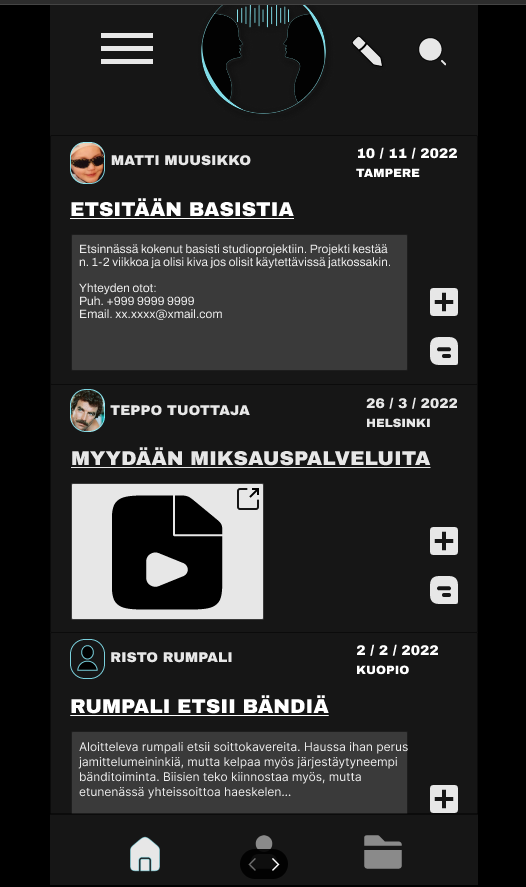 MATTI MUUSIKKO
10 / 11 / 2022
TAMPERE
ETSITÄÄN BASISTIA
Etsinnässä kokenut basisti studioprojektiin. Projekti kestää
n. 1-2 viikkoa ja olisi kiva jos olisit käytettävissä jatkossakin.
Yhteyden otot:
Puh. +999 9999 9999
Email. xx.xxxx@xmail.com
TEPPO TUOTTAJA
26 / 3 / 2022
HELSINKI
MYYDÄÄN MIKSAUSPALVELUITA
RISTO RUMPALI
2 / 2 / 2022
KUOPIO
RUMPALI ETSII BÄNDIÄ
Aloitteleva rumpali etsii soittokavereita. Haussa ihan perus
jamittelumeininkiä, mutta kelpaa myös järjestäytyneempi
bänditoiminta. Biisien teko kiinnostaa myös, mutta
etunenässä yhteissoittoa haeskelen...